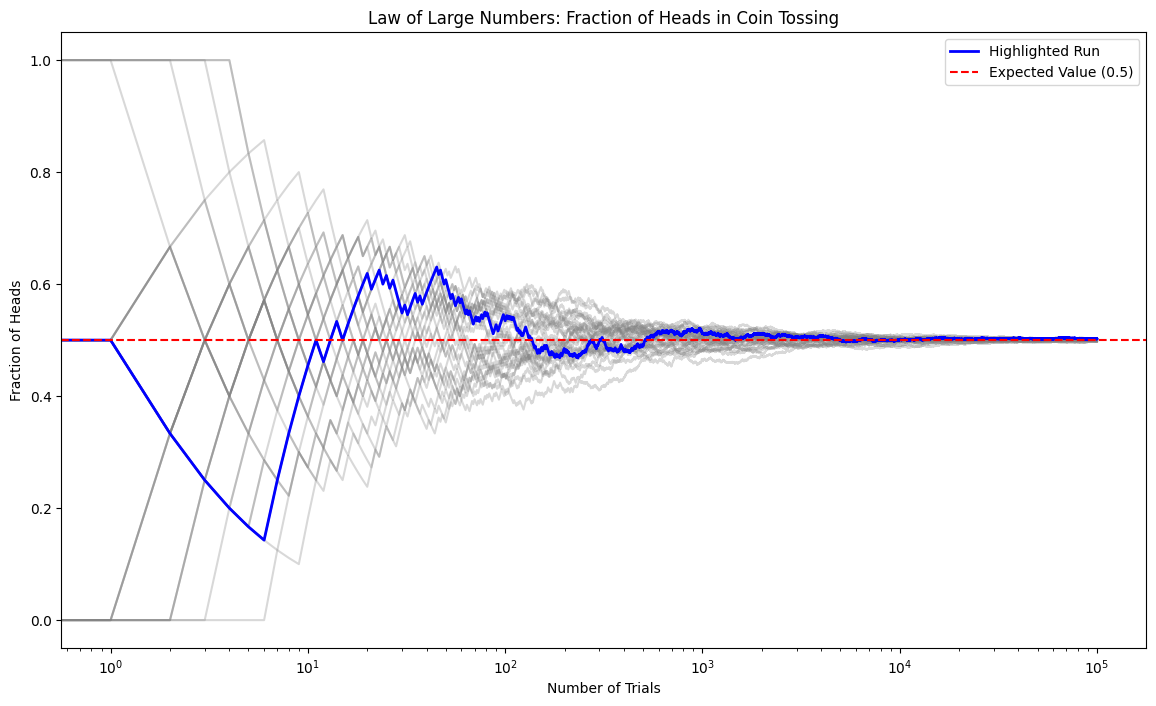 Law of Large Numbers: Fraction of Heads in Coin Tossing
Highlighted Run
Expected Value (0.5)
Fraction of Heads
1.0
0.8
0.6
0.4
0.2
0.0
10⁰
10¹
10²
10³
10⁴
10⁵
Number of Trials